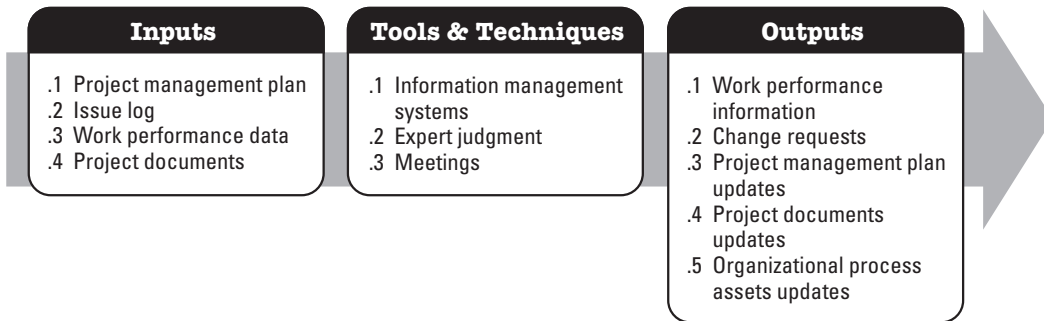 Inputs
.1 Project management plan
.2 Issue log
.3 Work performance data
.4 Project documents
Tools & Techniques
.1 Information management
systems
.2 Expert judgment
.3 Meetings
Outputs
.1 Work performance
information
.2 Change requests
.3 Project management plan
updates
.4 Project documents
updates
.5 Organizational process
assets updates